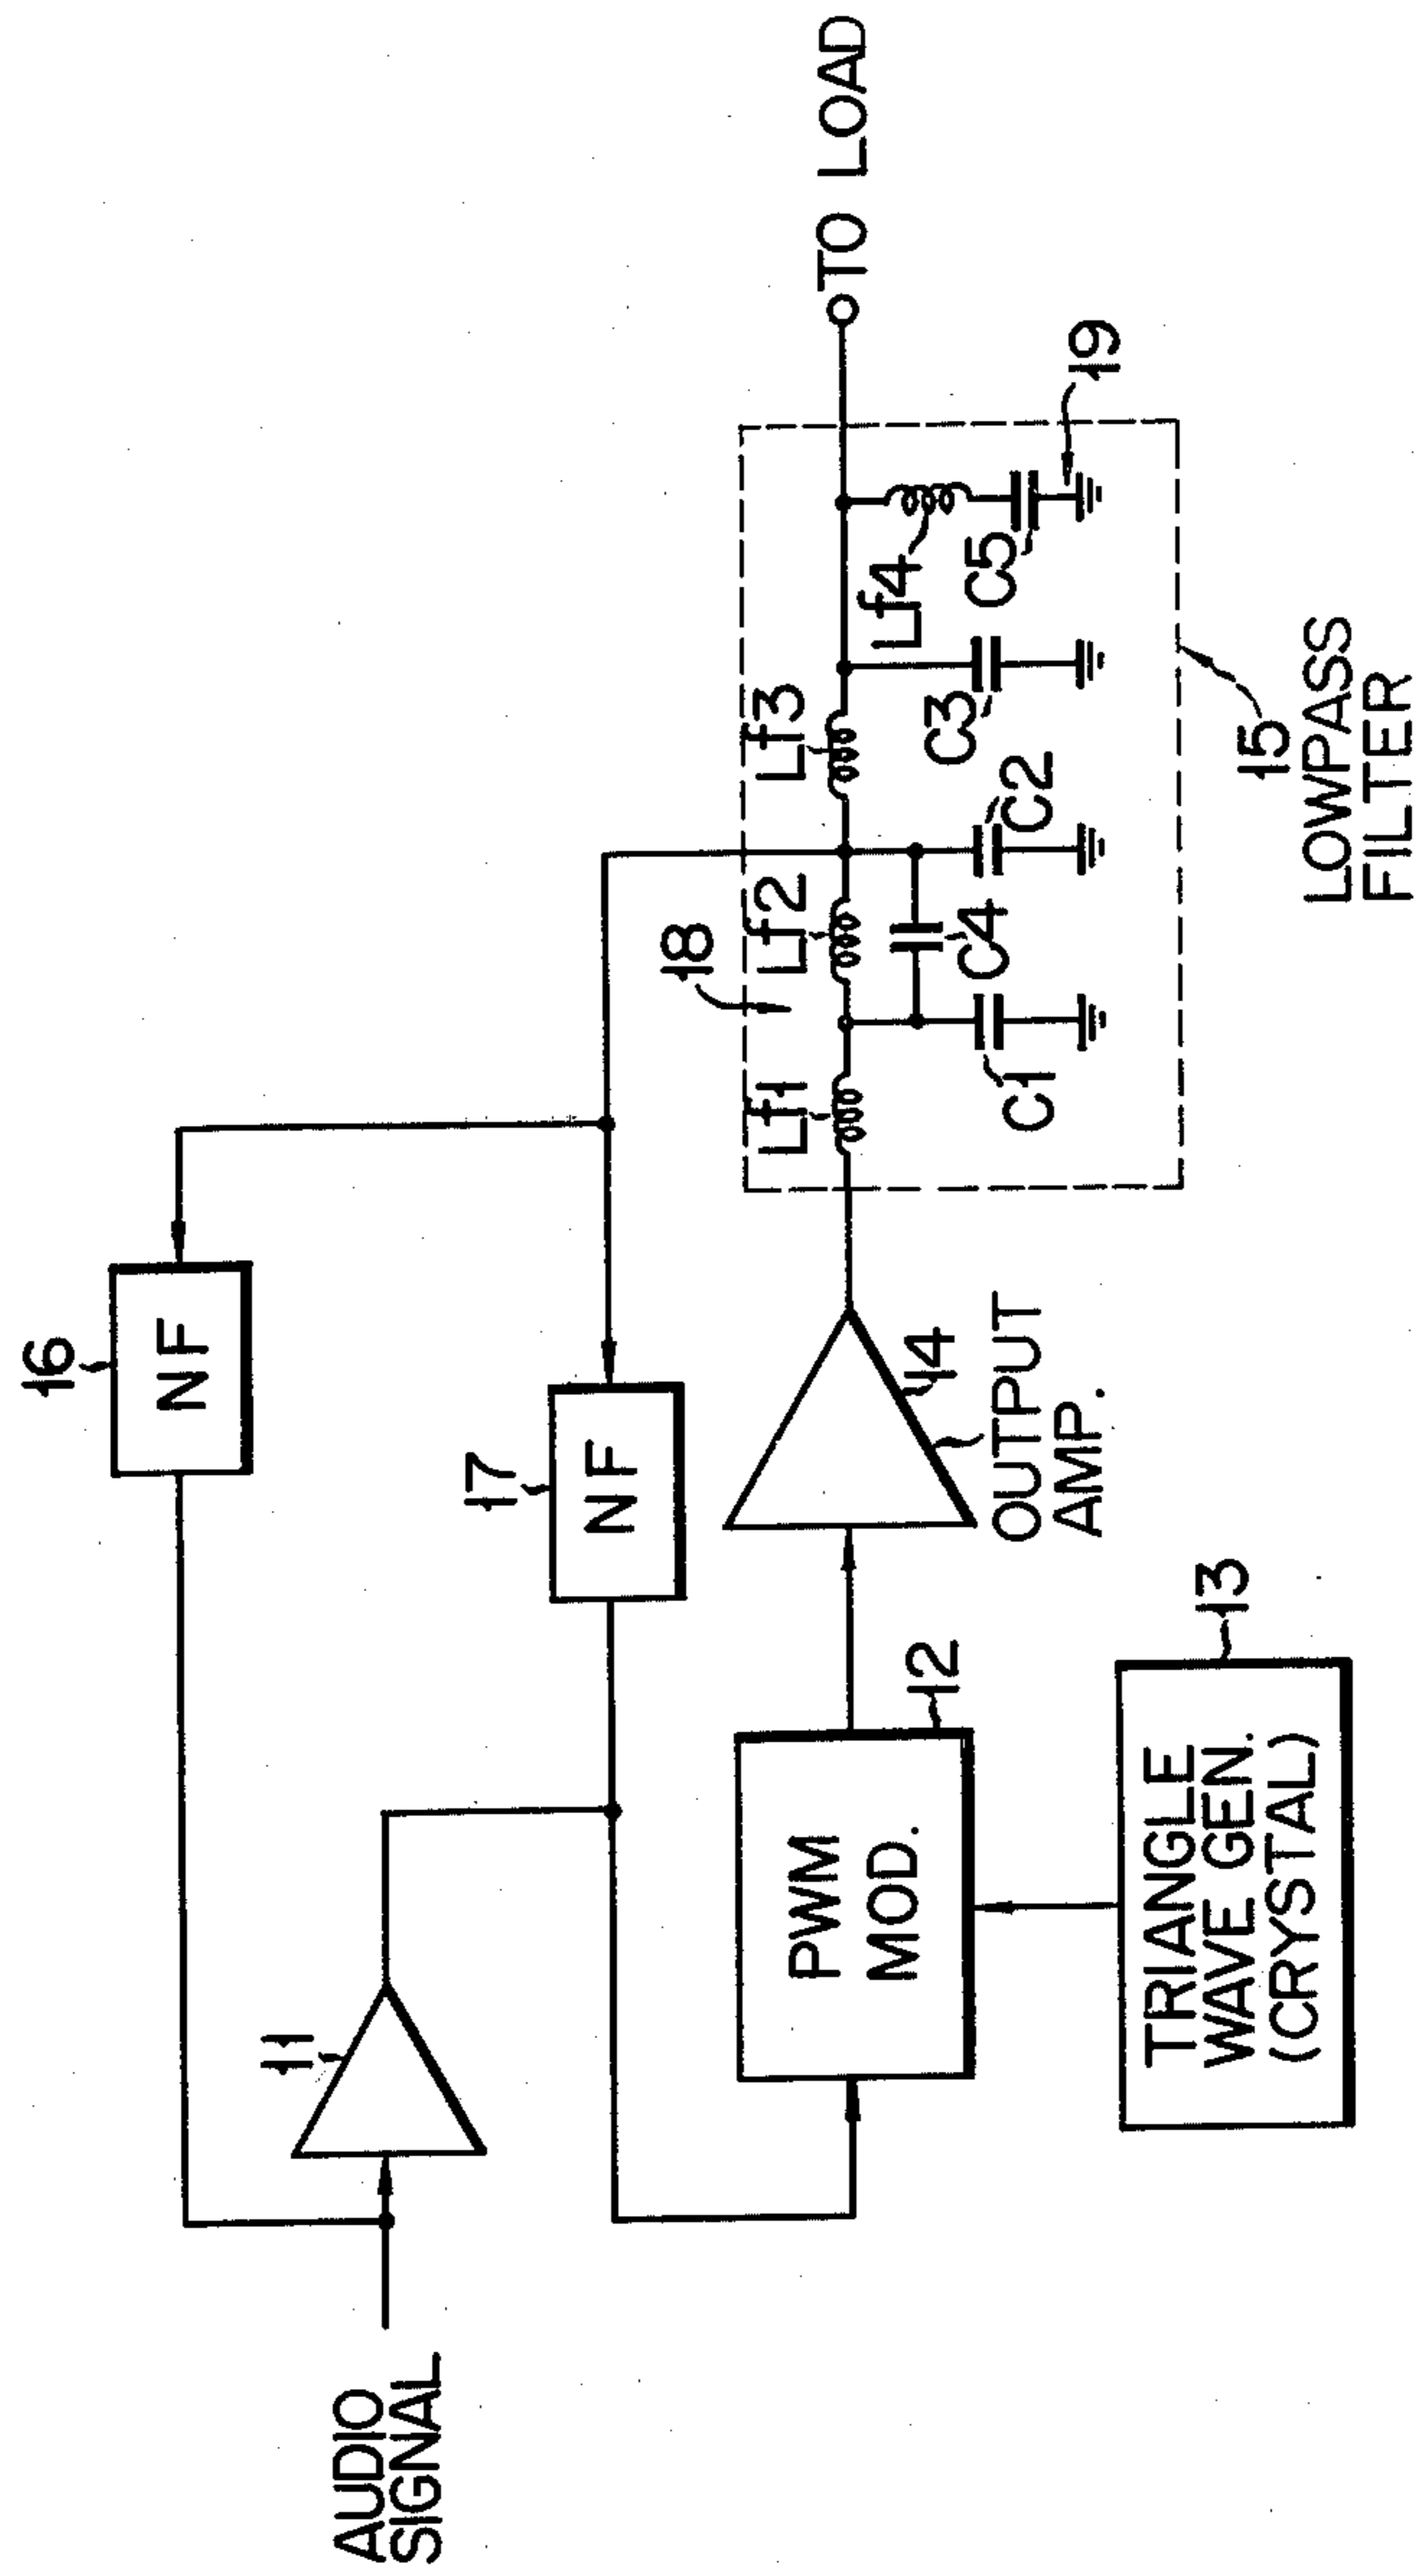 16
NF
17
NF
11
AUDIO
SIGNAL
PWM
MOD.
12
TRIANGLE
WAVE GEN.
(CRYSTAL)
13
14
OUTPUT
AMP.
18
Lf1
Lf2
Lf3
Lf4
C1
C4
C2
C3
C5
19
15
LOWPASS
FILTER
TO LOAD